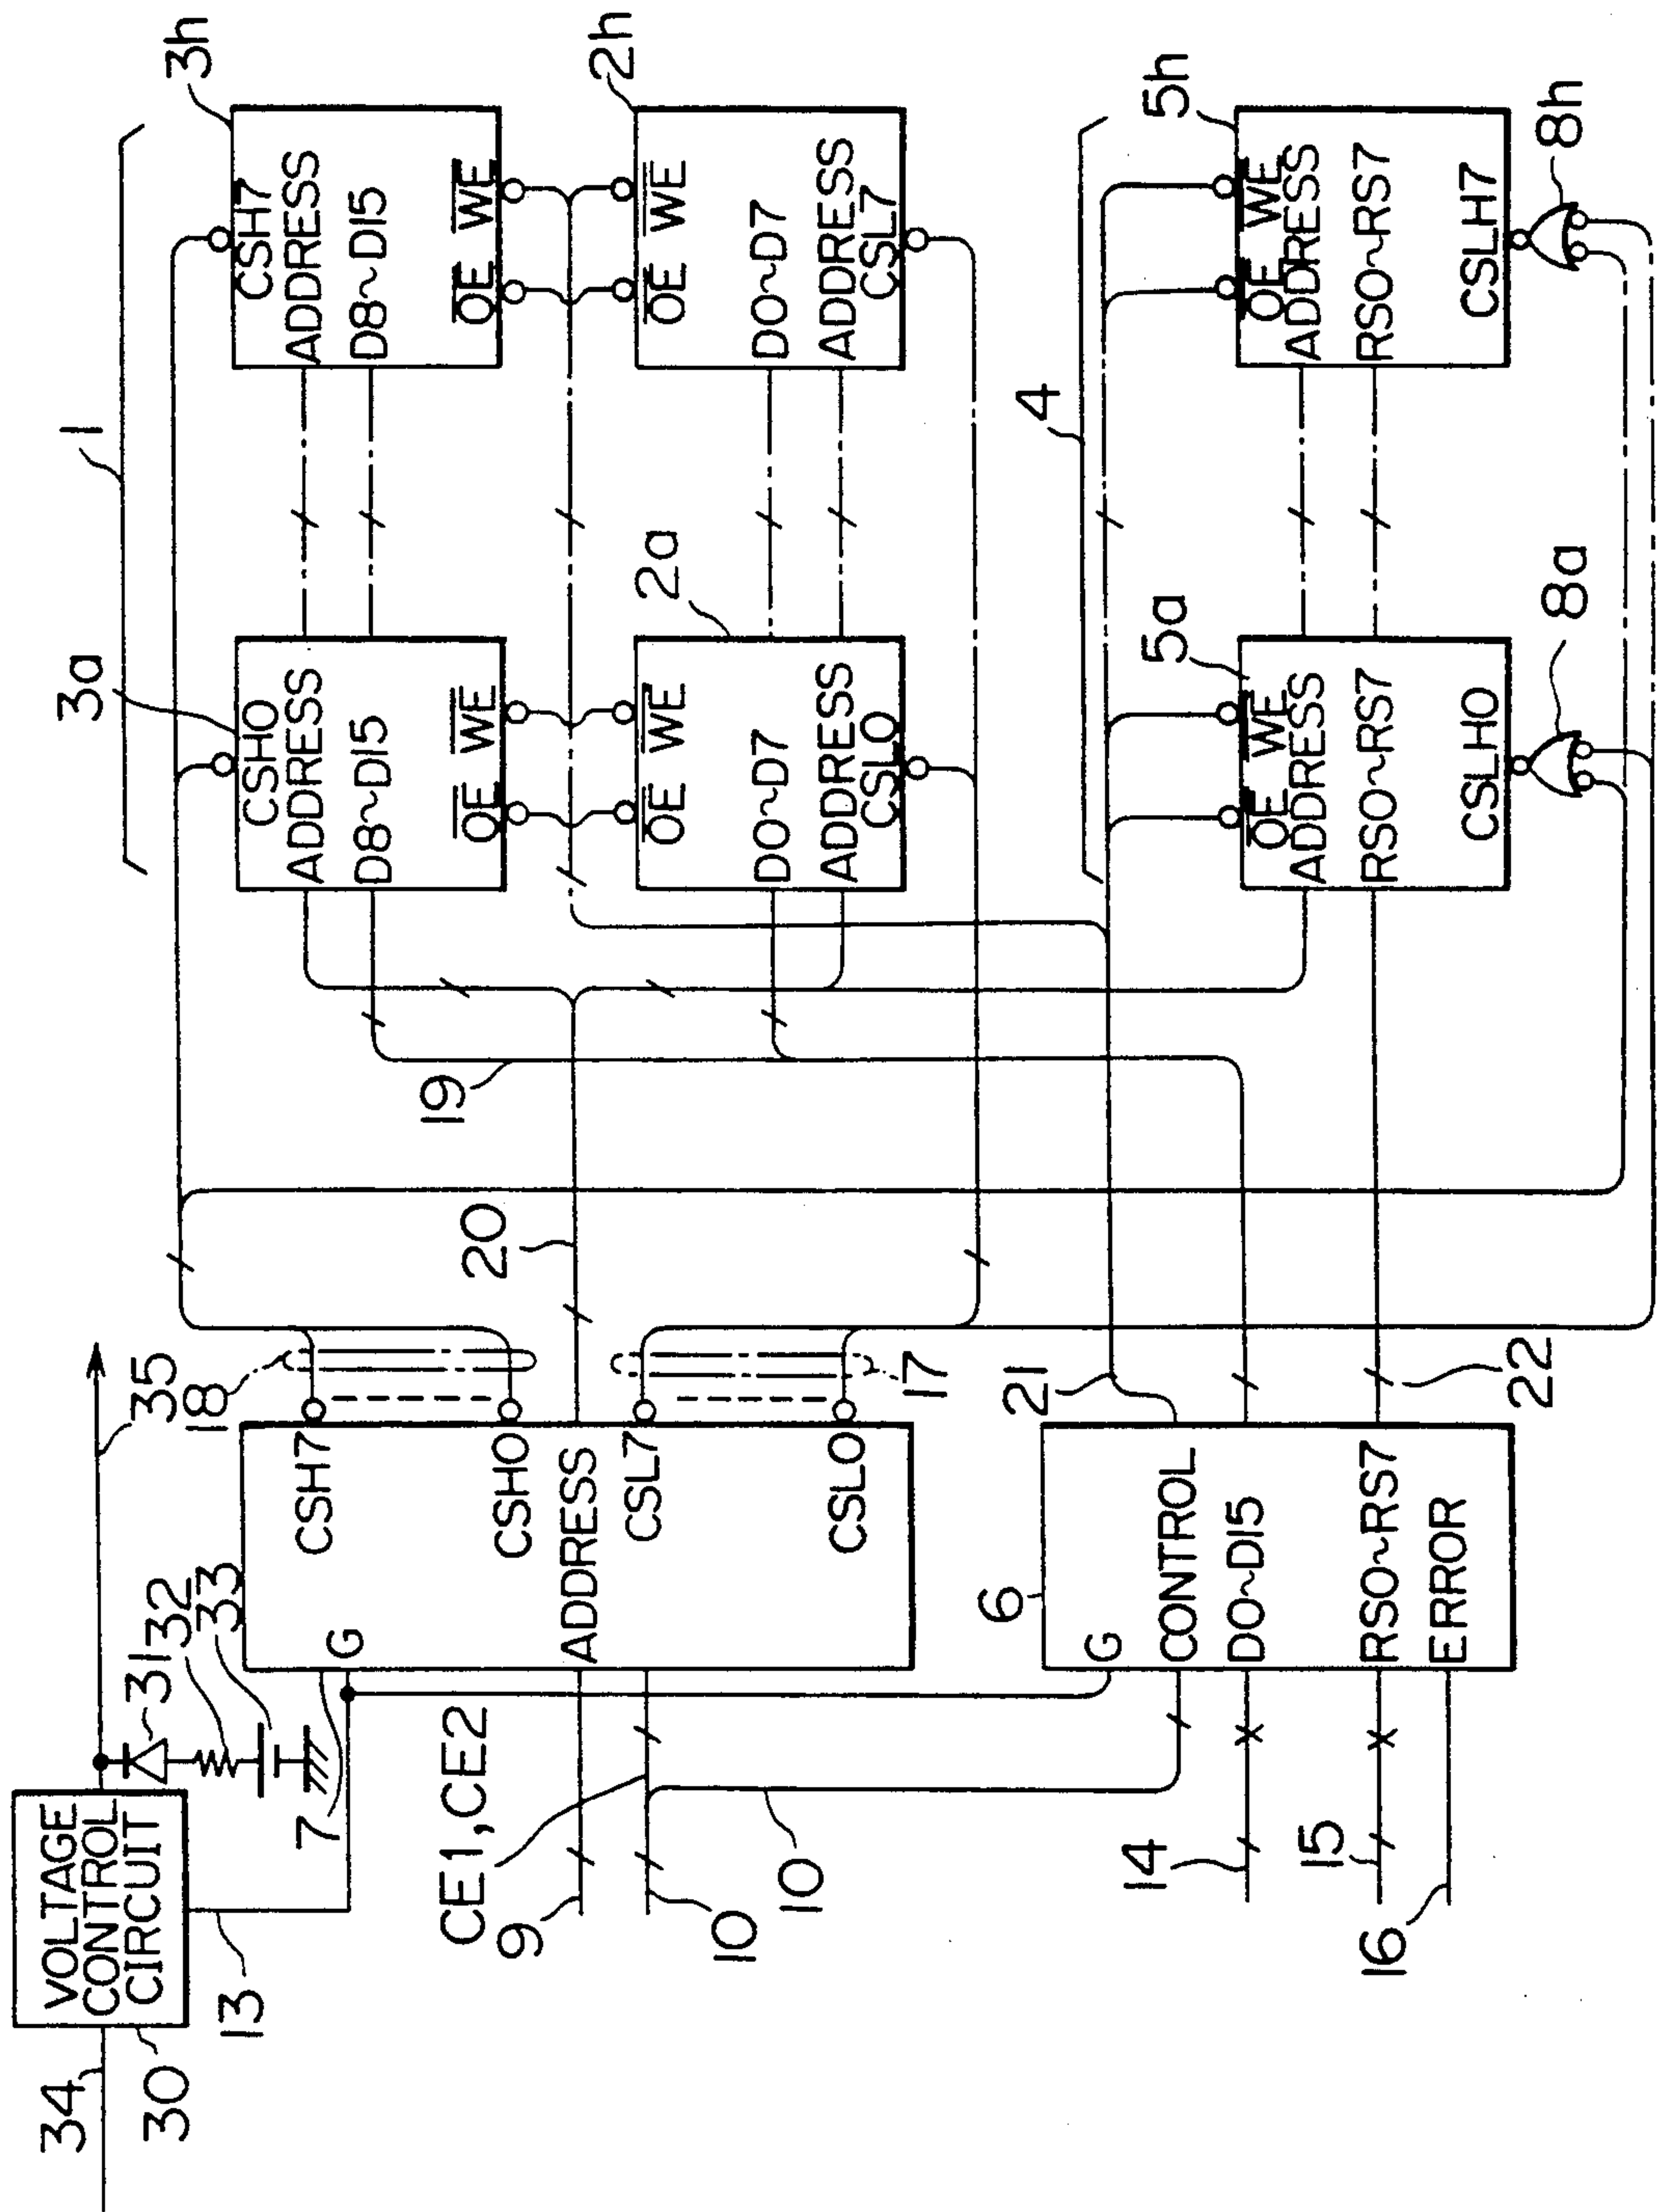 34
30
VOLTAGE
CONTROL
CIRCUIT
13
35
31
32
33
7
G
CSH7
CSH0
ADDRESS
CSL7
CSL0
18
17
CE1, CE2
9
10
10
20
19
1
3a
CSH0
ADDRESS
D8~D15
OE WE
3h
CSH7
ADDRESS
D8~D15
OE WE
2a
OE WE
D0~D7
ADDRESS
CSL0
2h
OE WE
D0~D7
ADDRESS
CSL7
6
G
CONTROL
D0~D15
RS0~RS7
ERROR
14
15
16
21
22
4
5a
OE WE
ADDRESS
RS0~RS7
CSLH0
8a
5h
OE WE
ADDRESS
RS0~RS7
CSLH7
8h